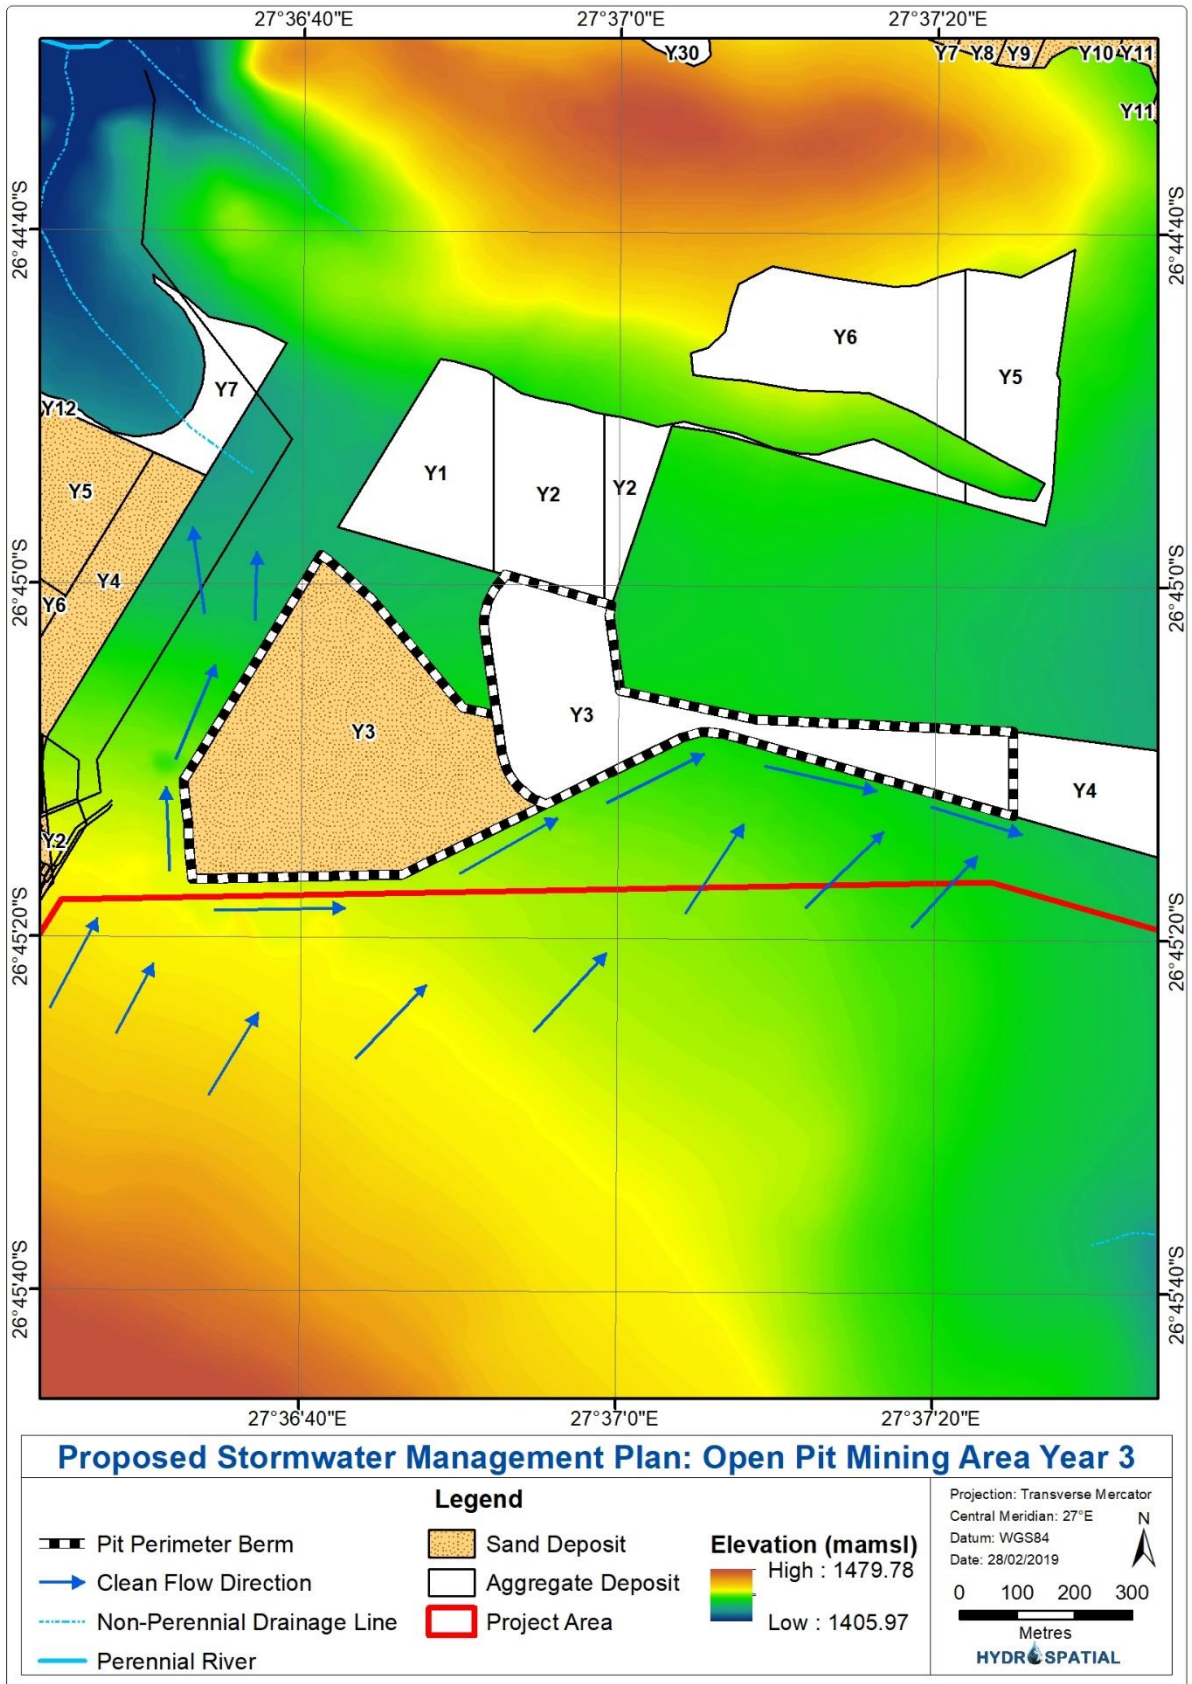 27°36'40"E 27°37'0"E 27°37'20"E
Y30 Y7 Y8 Y9 Y10 Y11
Y11
26°44'40"S 26°44'40"S
Y6
Y7 Y5
Y12
Y1
Y5 Y2 Y2
Y4
26°45'0"S 26°45'0"S
Y6
Y3
Y3
Y4
Y2
26°45'20"S 26°45'20"S
26°45'40"S 26°45'40"S
27°36'40"E 27°37'0"E 27°37'20"E
Proposed Stormwater Management Plan: Open Pit Mining Area Year 3
Legend
Pit Perimeter Berm
Clean Flow Direction
Non-Perennial Drainage Line
Perennial River
Sand Deposit
Aggregate Deposit
Project Area
Elevation (mamsl)
High : 1479.78
Low : 1405.97
Projection: Transverse Mercator
Central Meridian: 27°E
Datum: WGS84
Date: 28/02/2019
N
0 100 200 300
Metres
HYDROSPATIAL